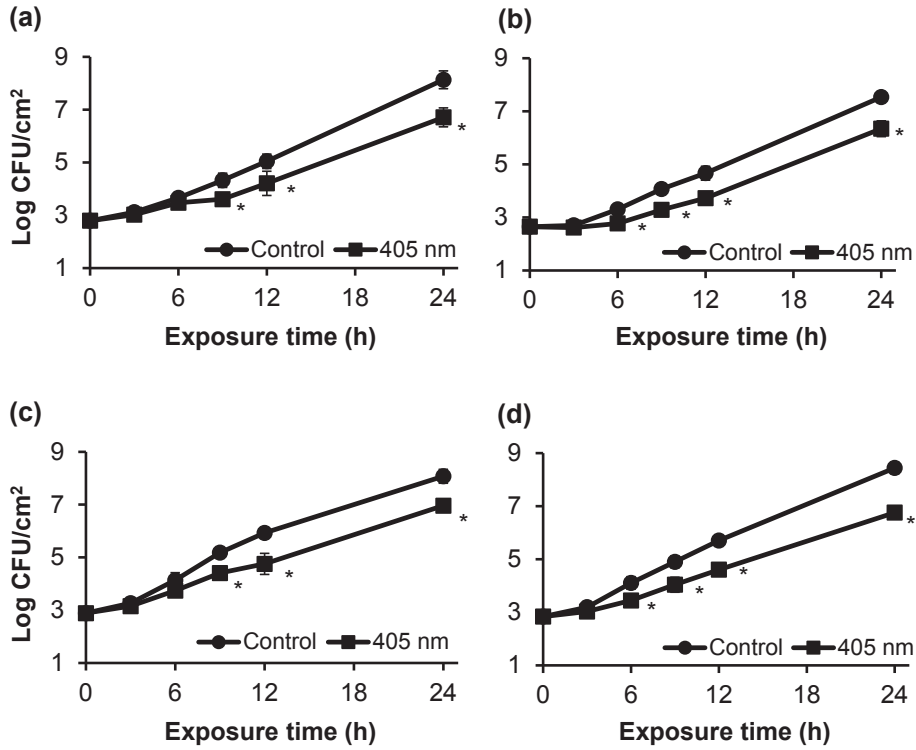 (a)
9
7
5
3
1
Log CFU/cm²
* * *
Control 405 nm
0 6 12 18 24
Exposure time (h)
(b)
9
7
5
3
1
* * * *
Control 405 nm
0 6 12 18 24
Exposure time (h)
(c)
9
7
5
3
1
Log CFU/cm²
* * *
Control 405 nm
0 6 12 18 24
Exposure time (h)
(d)
9
7
5
3
1
* * * *
Control 405 nm
0 6 12 18 24
Exposure time (h)